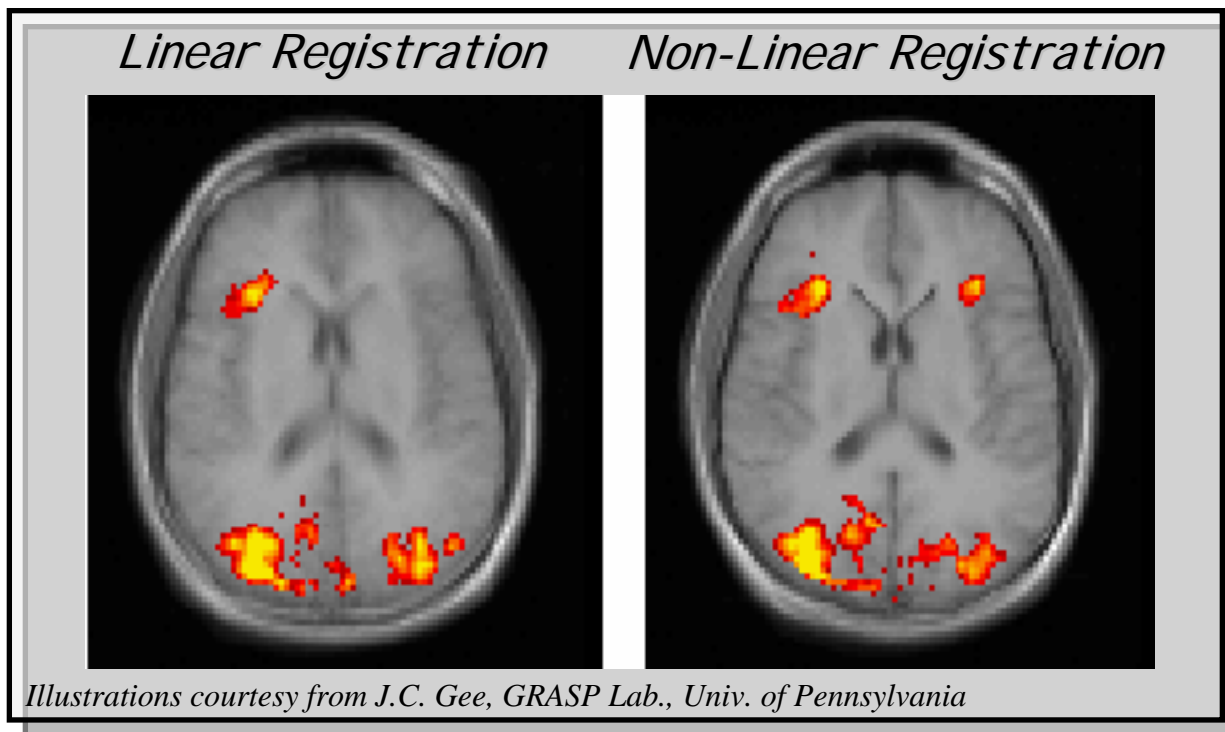 Linear Registration
Non-Linear Registration
Illustrations courtesy from J.C. Gee, GRASP Lab., Univ. of Pennsylvania